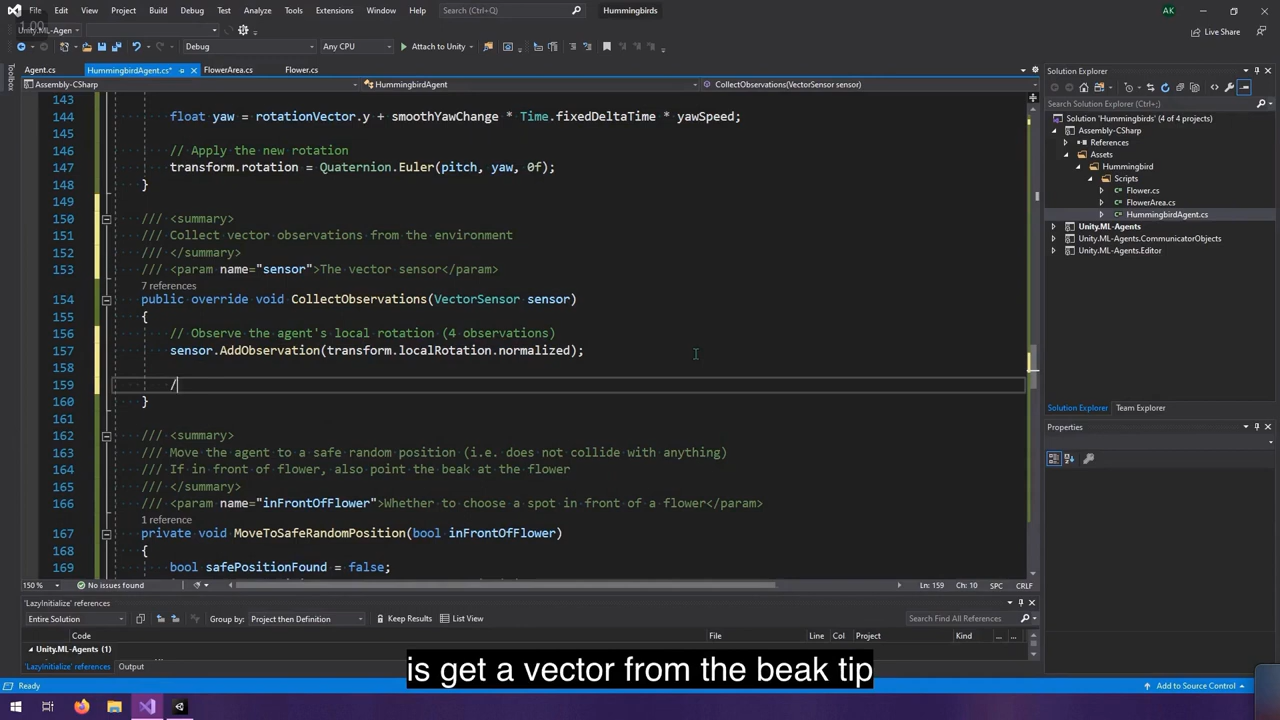 File Edit View Project Build Debug Test Analyze Tools Extensions Window Help Search (Ctrl+Q) Hummingbirds AK
1.00
Unity.ML-Agen Live Share
Debug Any CPU Attach to Unity
Toolbox
Agent.cs HummingbirdAgent.cs* FlowerArea.cs Flower.cs
Assembly-CSharp HummingbirdAgent CollectObservations(VectorSensor sensor)
143
144 float yaw = rotationVector.y + smoothYawChange * Time.fixedDeltaTime * yawSpeed;
145
146 // Apply the new rotation
147 transform.rotation = Quaternion.Euler(pitch, yaw, 0f);
148 }
149
150 /// <summary>
151 /// Collect vector observations from the environment
152 /// </summary>
153 /// <param name="sensor">The vector sensor</param>
7 references
154 public override void CollectObservations(VectorSensor sensor)
155 {
156 // Observe the agent's local rotation (4 observations)
157 sensor.AddObservation(transform.localRotation.normalized);
158
159 /
160 }
161
162 /// <summary>
163 /// Move the agent to a safe random position (i.e. does not collide with anything)
164 /// If in front of flower, also point the beak at the flower
165 /// </summary>
166 /// <param name="inFrontOfFlower">Whether to choose a spot in front of a flower</param>
1 reference
167 private void MoveToSafeRandomPosition(bool inFrontOfFlower)
168 {
169 bool safePositionFound = false;
150 % No issues found Ln: 159 Ch: 10 SPC CRLF
Solution Explorer
Search Solution Explorer (Ctrl+;)
Solution 'Hummingbirds' (4 of 4 projects)
Assembly-CSharp
References
Assets
Hummingbird
Scripts
Flower.cs
FlowerArea.cs
HummingbirdAgent.cs
Unity.ML-Agents
Unity.ML-Agents.CommunicatorObjects
Unity.ML-Agents.Editor
Solution Explorer Team Explorer
Properties
'LazyInitialize' references
Entire Solution Group by: Project then Definition Keep Results List View Search Find All References
Code File Line Kind ... ...
Unity.ML-Agents (1)
'LazyInitialize' references Output
is get a vector from the beak tip
Ready Add to Source Control